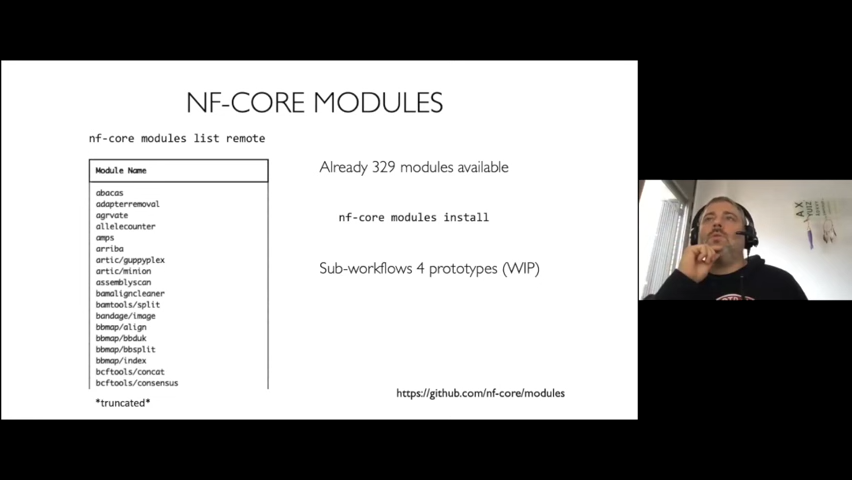 NF-CORE MODULES
nf-core modules list remote
Module Name
abacas
adapterremoval
agrvate
allelecounter
amps
arriba
artic/guppyplex
artic/minion
assemblyscan
bamaligncleaner
bamtools/split
bandage/image
bbmap/align
bbmap/bbduk
bbmap/bbsplit
bbmap/index
bcftools/concat
bcftools/consensus
*truncated*
Already 329 modules available
nf-core modules install
Sub-workflows 4 prototypes (WIP)
https://github.com/nf-core/modules